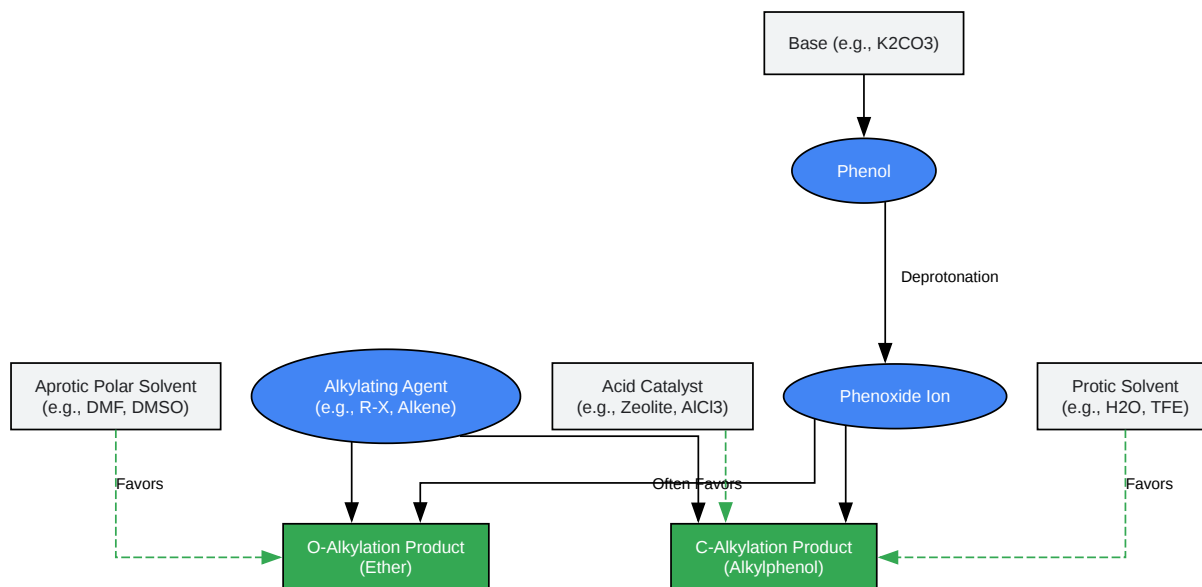 Base (e.g., K2CO3)
Phenol
Deprotonation
Aprotic Polar Solvent
(e.g., DMF, DMSO)
Alkylating Agent
(e.g., R-X, Alkene)
Acid Catalyst
(e.g., Zeolite, AlCl3)
Phenoxide Ion
Protic Solvent
(e.g., H2O, TFE)
Favors
Often Favors
Favors
O-Alkylation Product
(Ether)
C-Alkylation Product
(Alkylphenol)